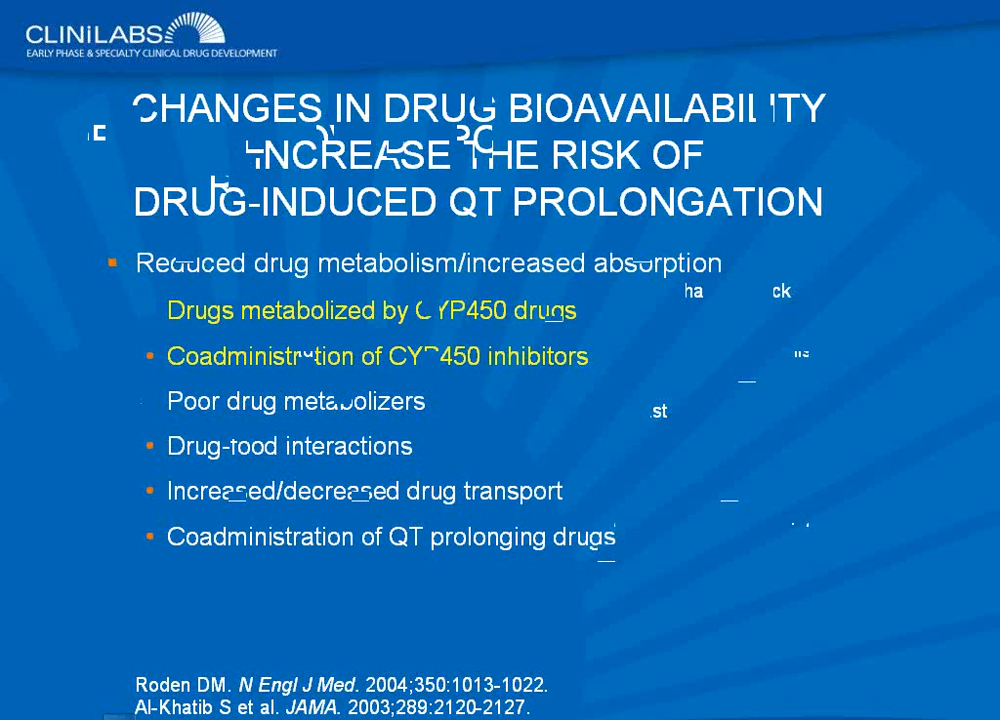 CLINiLABS
EARLY PHASE & SPECIALTY CLINICAL DRUG DEVELOPMENT
CHANGES IN DRUG BIOAVAILABILITY
INCREASE THE RISK OF
DRUG-INDUCED QT PROLONGATION
Reduced drug metabolism/increased absorption
Drugs metabolized by CYP450 drugs
Coadministration of CYP450 inhibitors
Poor drug metabolizers
Drug-food interactions
Increased/decreased drug transport
Coadministration of QT prolonging drugs
Roden DM. N Engl J Med. 2004;350:1013-1022.
Al-Khatib S et al. JAMA. 2003;289:2120-2127.